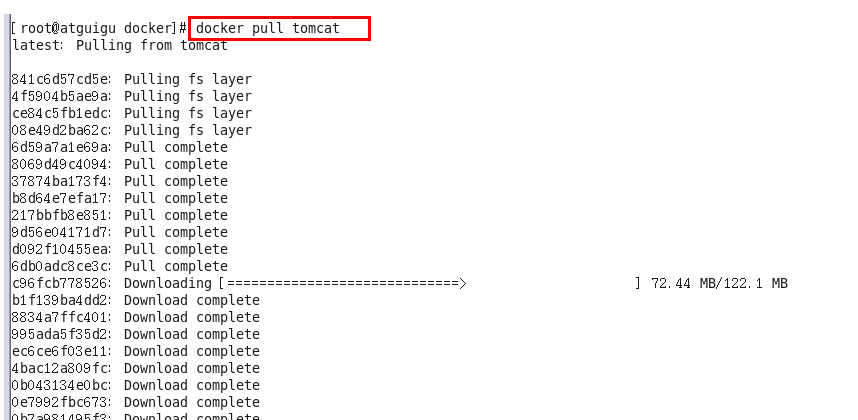 [root@atguigu docker]# docker pull tomcat
latest: Pulling from tomcat
841c6d57cd5e: Pulling fs layer
4f5904b5ae9a: Pulling fs layer
ce84c5fb1edc: Pulling fs layer
08e49d2ba62c: Pulling fs layer
6d59a7a1e69a: Pull complete
8069d49c4094: Pull complete
37874ba173f4: Pull complete
b8d64e7efa17: Pull complete
217bbfb8e851: Pull complete
9d56e04171d7: Pull complete
d092f10455ea: Pull complete
6db0adc8ce3c: Pull complete
c96fcb778526: Downloading [=============================>                     ] 72.44 MB/122.1 MB
b1f139ba4dd2: Download complete
8834a7ffc401: Download complete
995ada5f35d2: Download complete
ec6ce6f03e11: Download complete
4bac12a809fc: Download complete
0b043134e0bc: Download complete
0e7992fbc673: Download complete
0b7a981495f3: Download complete